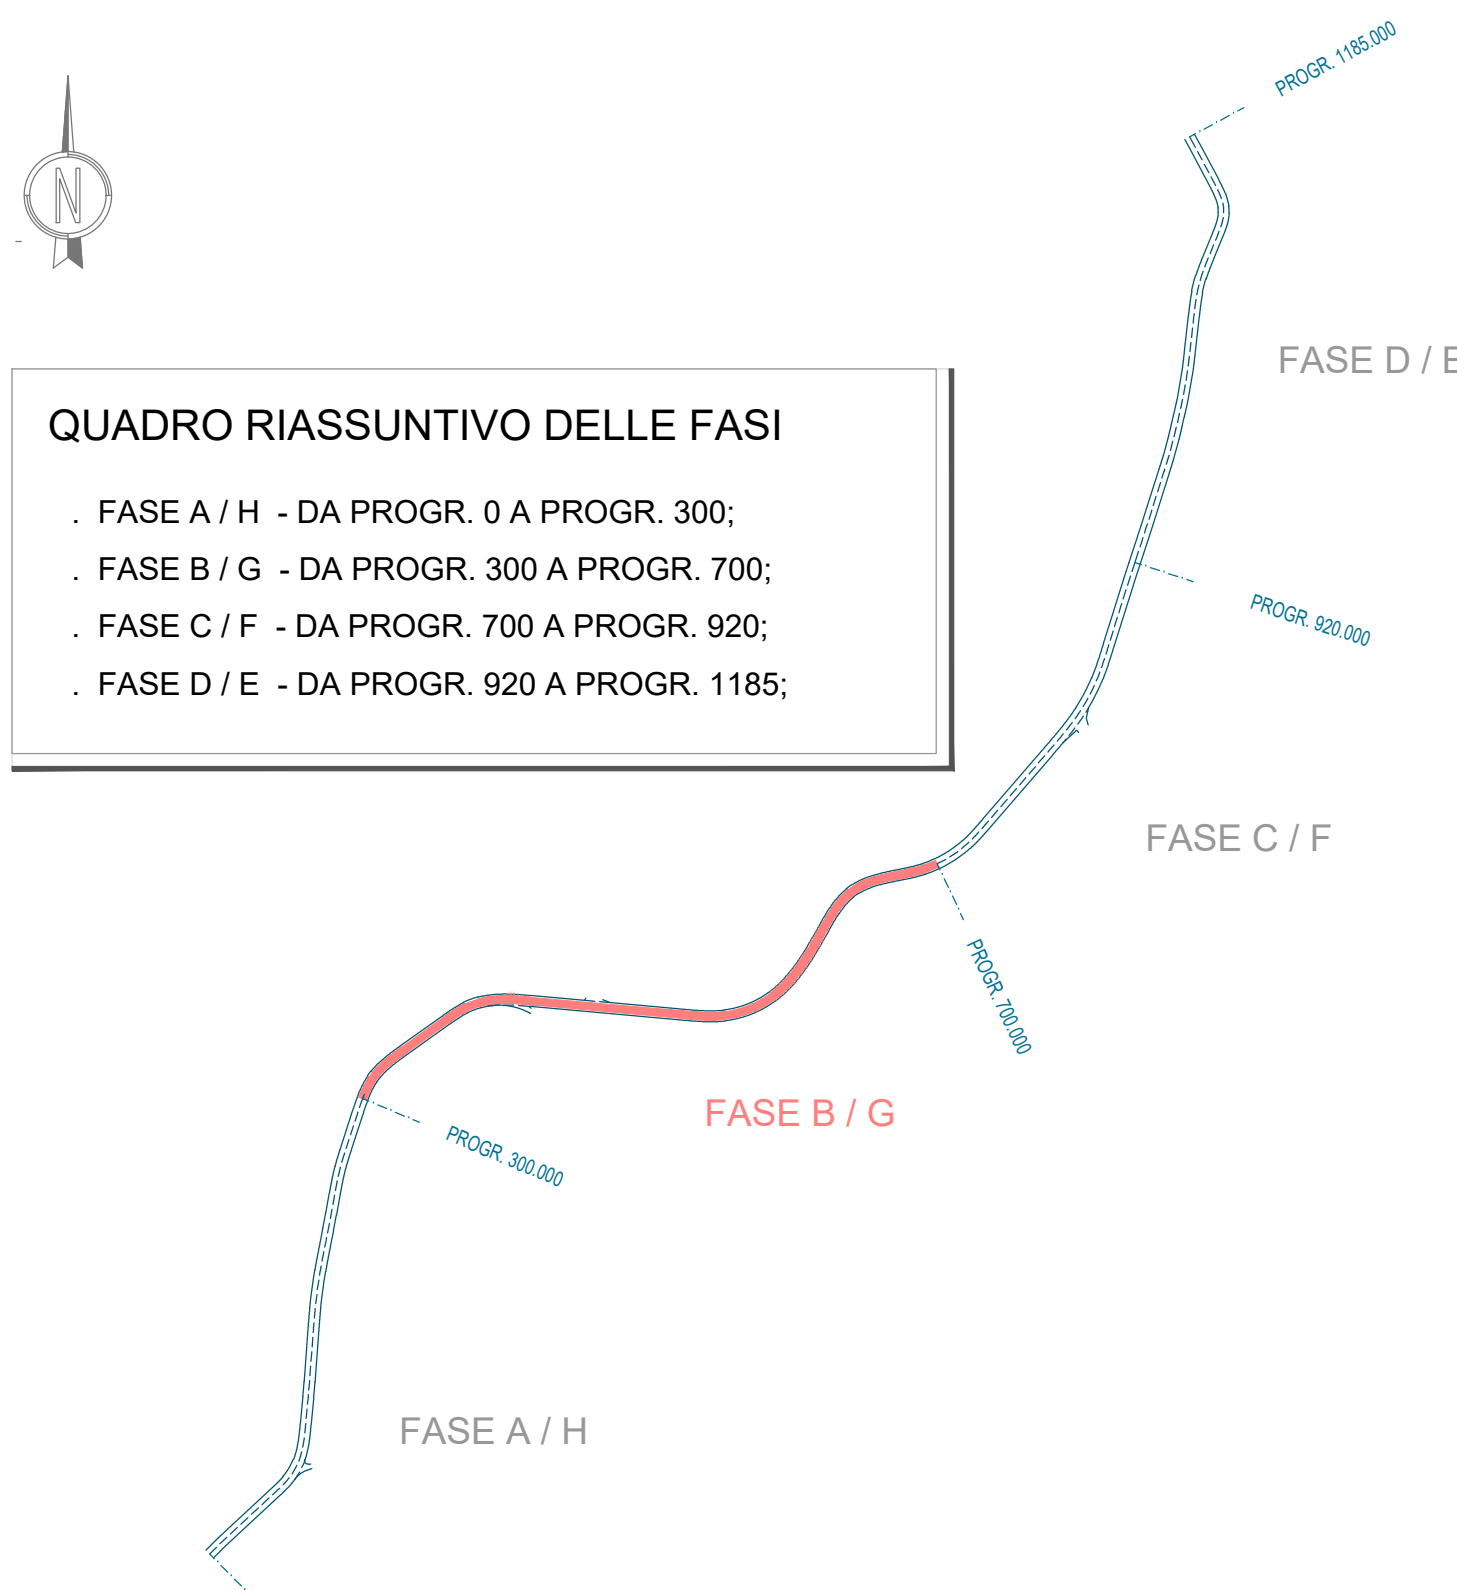 PROGR. 1185.000
N
FASE D / E
QUADRO RIASSUNTIVO DELLE FASI
. FASE A / H - DA PROGR. 0 A PROGR. 300;
. FASE B / G - DA PROGR. 300 A PROGR. 700;
. FASE C / F - DA PROGR. 700 A PROGR. 920;
. FASE D / E - DA PROGR. 920 A PROGR. 1185;
PROGR. 920.000
FASE C / F
PROGR. 700.000
FASE B / G
PROGR. 300.000
FASE A / H